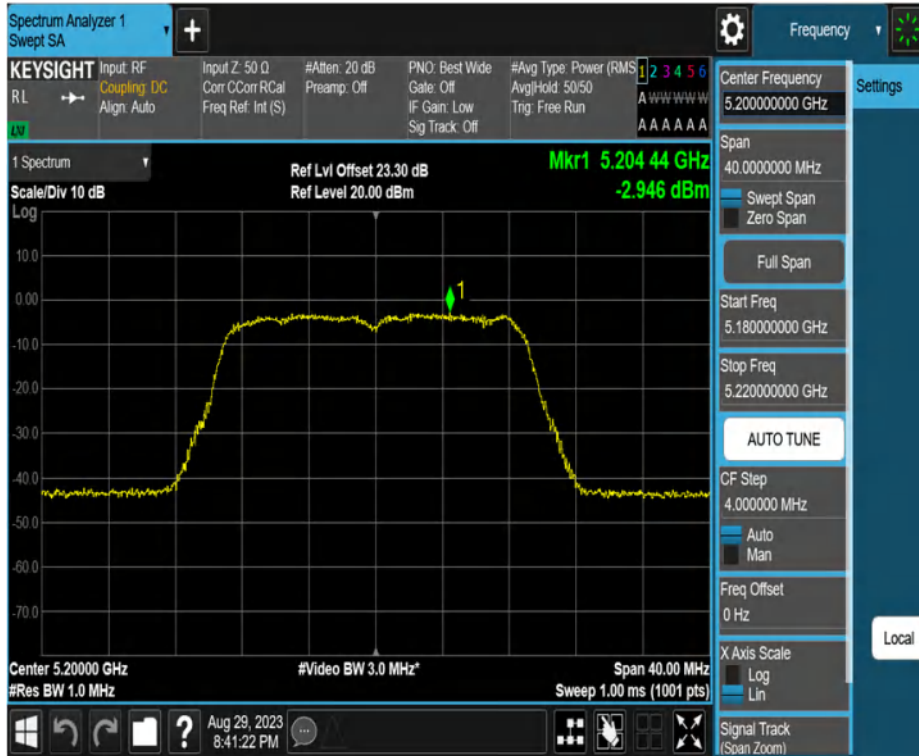 Spectrum Analyzer 1
Swept SA
+
Frequency
KEYSIGHT
RL
LXI
Input: RF
Coupling: DC
Align: Auto
Input Z: 50 Ω
Corr CCorr RCal
Freq Ref: Int (S)
#Atten: 20 dB
Preamp: Off
PNO: Best Wide
Gate: Off
IF Gain: Low
Sig Track: Off
#Avg Type: Power (RMS
Avg|Hold: 50/50
Trig: Free Run
1 2 3 4 5 6
A W W W W W
A A A A A A
1 Spectrum
Scale/Div 10 dB
Log
Ref Lvl Offset 23.30 dB
Ref Level 20.00 dBm
Mkr1 5.204 44 GHz
-2.946 dBm
10.0
0.00
-10.0
-20.0
-30.0
-40.0
-50.0
-60.0
-70.0
1
Center 5.20000 GHz
#Res BW 1.0 MHz
#Video BW 3.0 MHz*
Span 40.00 MHz
Sweep 1.00 ms (1001 pts)
Aug 29, 2023
8:41:22 PM
?
Center Frequency
5.200000000 GHz
Span
40.0000000 MHz
Swept Span
Zero Span
Full Span
Start Freq
5.180000000 GHz
Stop Freq
5.220000000 GHz
AUTO TUNE
CF Step
4.000000 MHz
Auto
Man
Freq Offset
0 Hz
X Axis Scale
Log
Lin
Signal Track
(Span Zoom)
Settings
Local